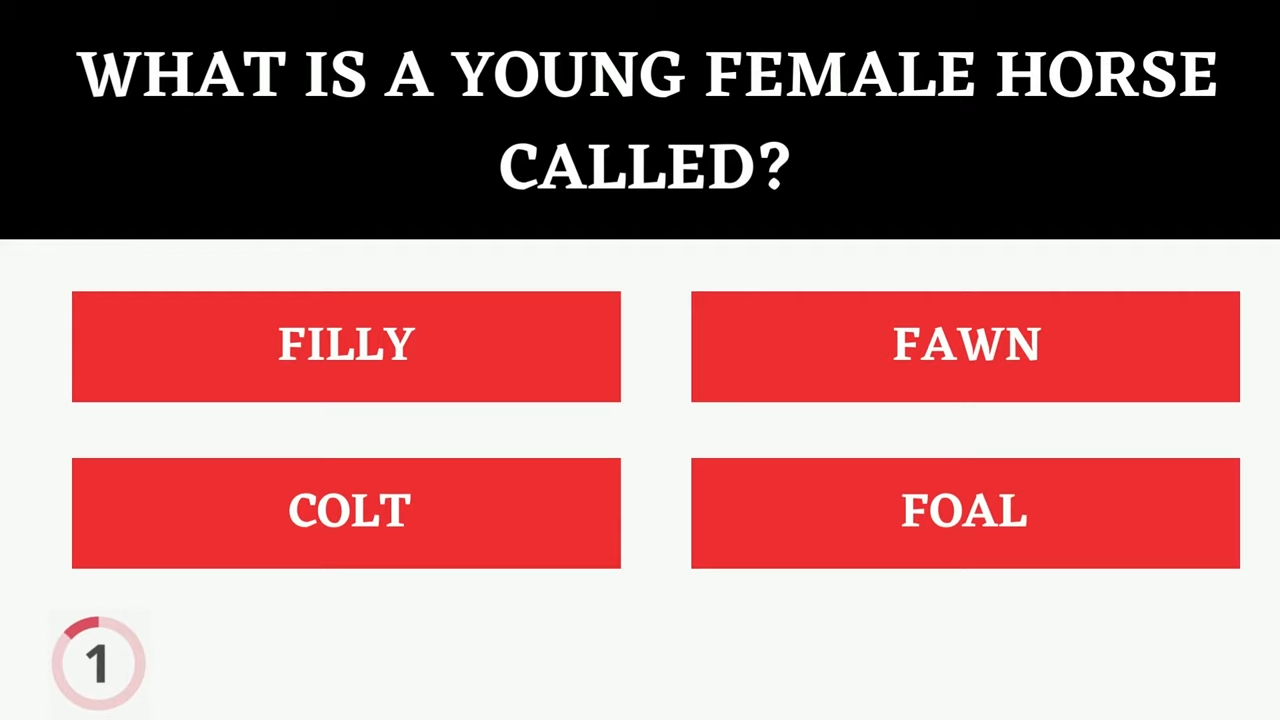 WHAT IS A YOUNG FEMALE HORSE
CALLED?
FILLY
FAWN
COLT
FOAL
1